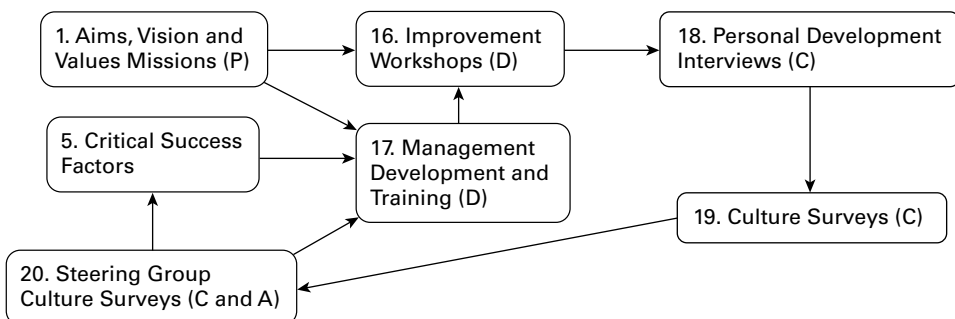 1. Aims, Vision and
Values Missions (P)
16. Improvement
Workshops (D)
18. Personal Development
Interviews (C)
5. Critical Success
Factors
17. Management
Development and
Training (D)
19. Culture Surveys (C)
20. Steering Group
Culture Surveys (C and A)